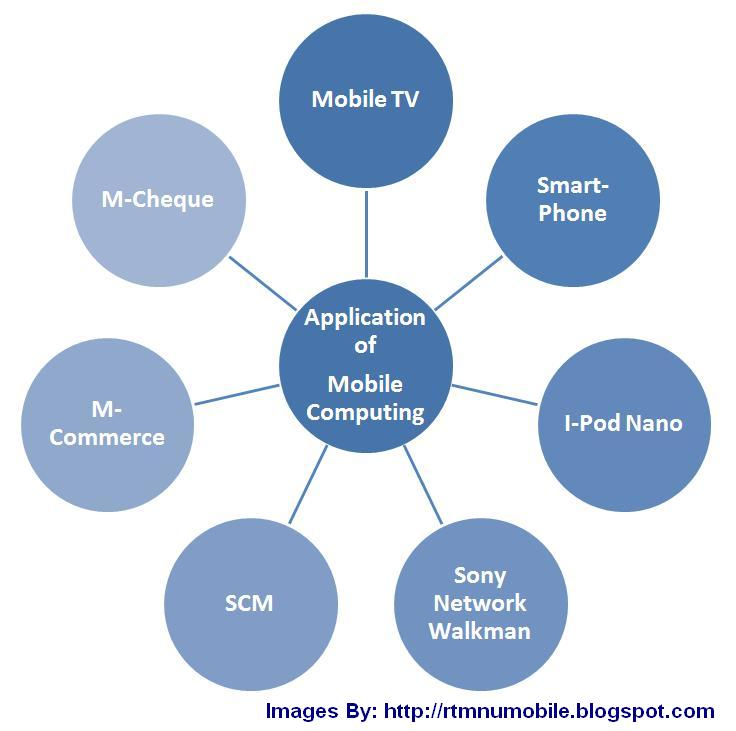 Mobile TV
Smart-
Phone
I-Pod Nano
Sony
Network
Walkman
SCM
M-
Commerce
M-Cheque
Application
of
Mobile
Computing
Images By: http://rtmnumobile.blogspot.com